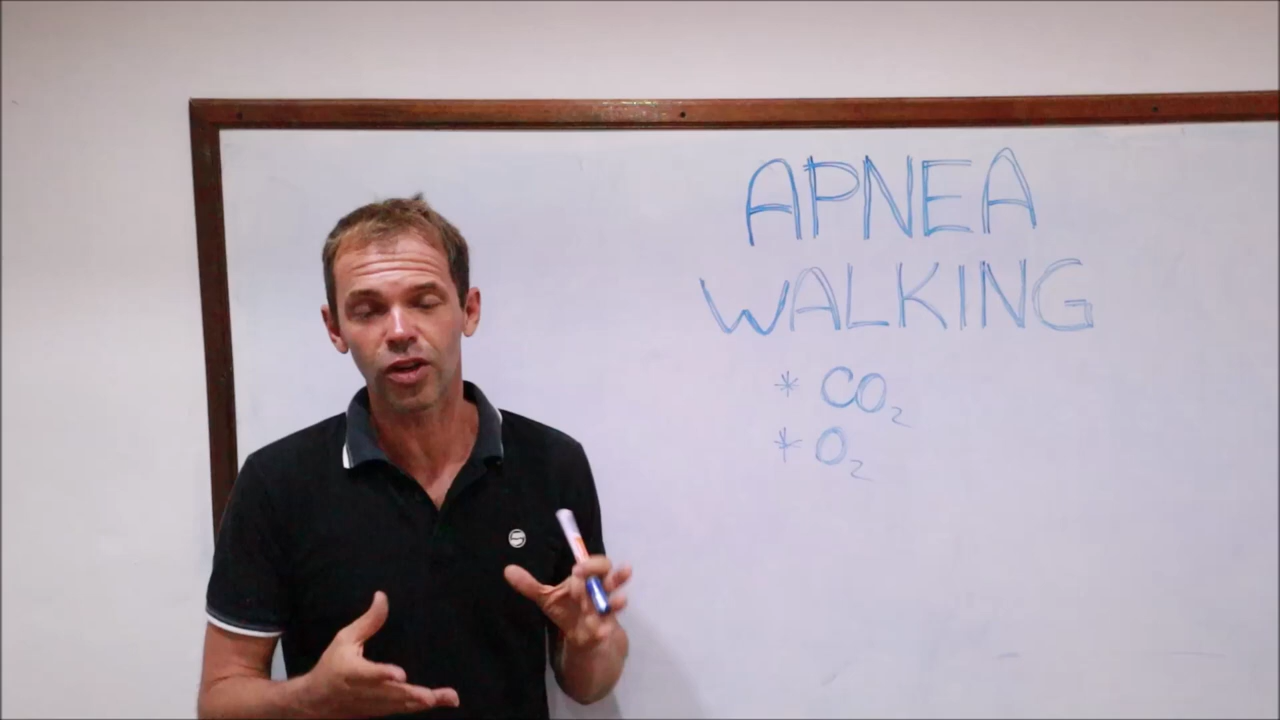 APNEA
WALKING
* CO₂
* O₂